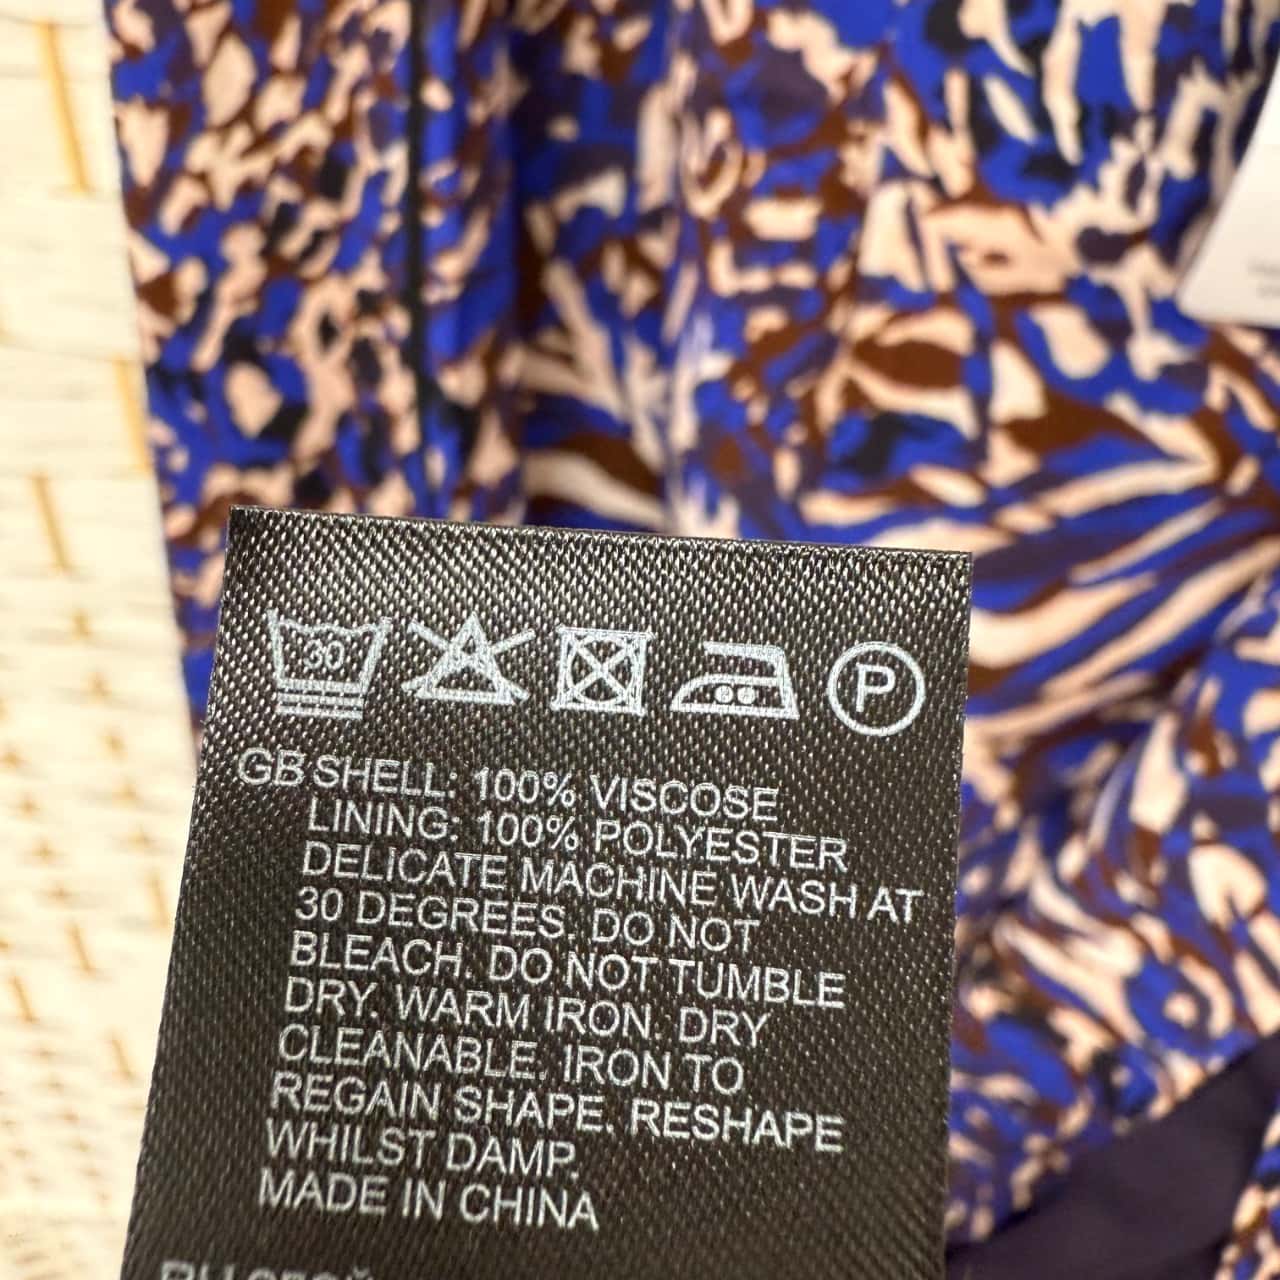 30
P
GB SHELL: 100% VISCOSE
LINING: 100% POLYESTER
DELICATE MACHINE WASH AT
30 DEGREES. DO NOT
BLEACH. DO NOT TUMBLE
DRY. WARM IRON. DRY
CLEANABLE. IRON TO
REGAIN SHAPE. RESHAPE
WHILST DAMP.
MADE IN CHINA